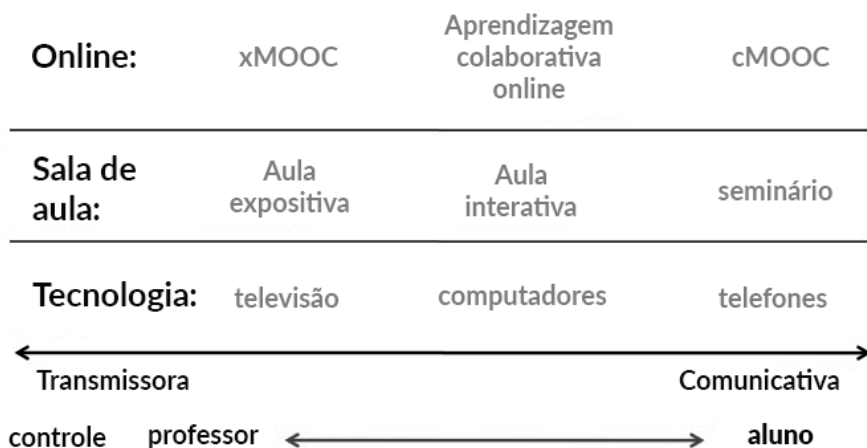 Online: xMOOC Aprendizagem colaborativa online cMOOC
Sala de aula: Aula expositiva Aula interativa seminário
Tecnologia: televisão computadores telefones
Transmissora Comunicativa
controle professor aluno